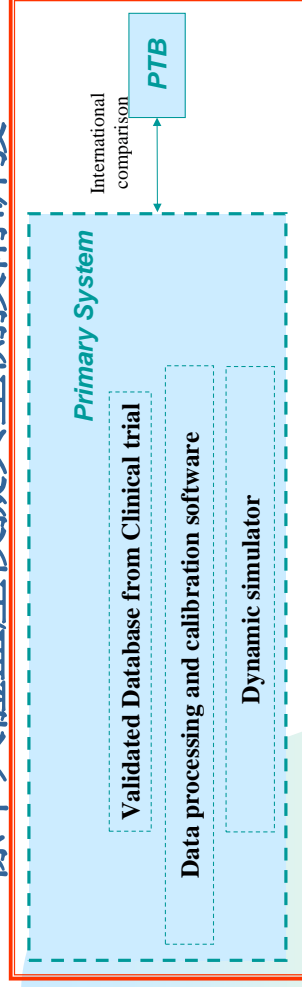 Primary System
Validated Database from Clinical trial
Data processing and calibration software
Dynamic simulator
International
comparison
PTB